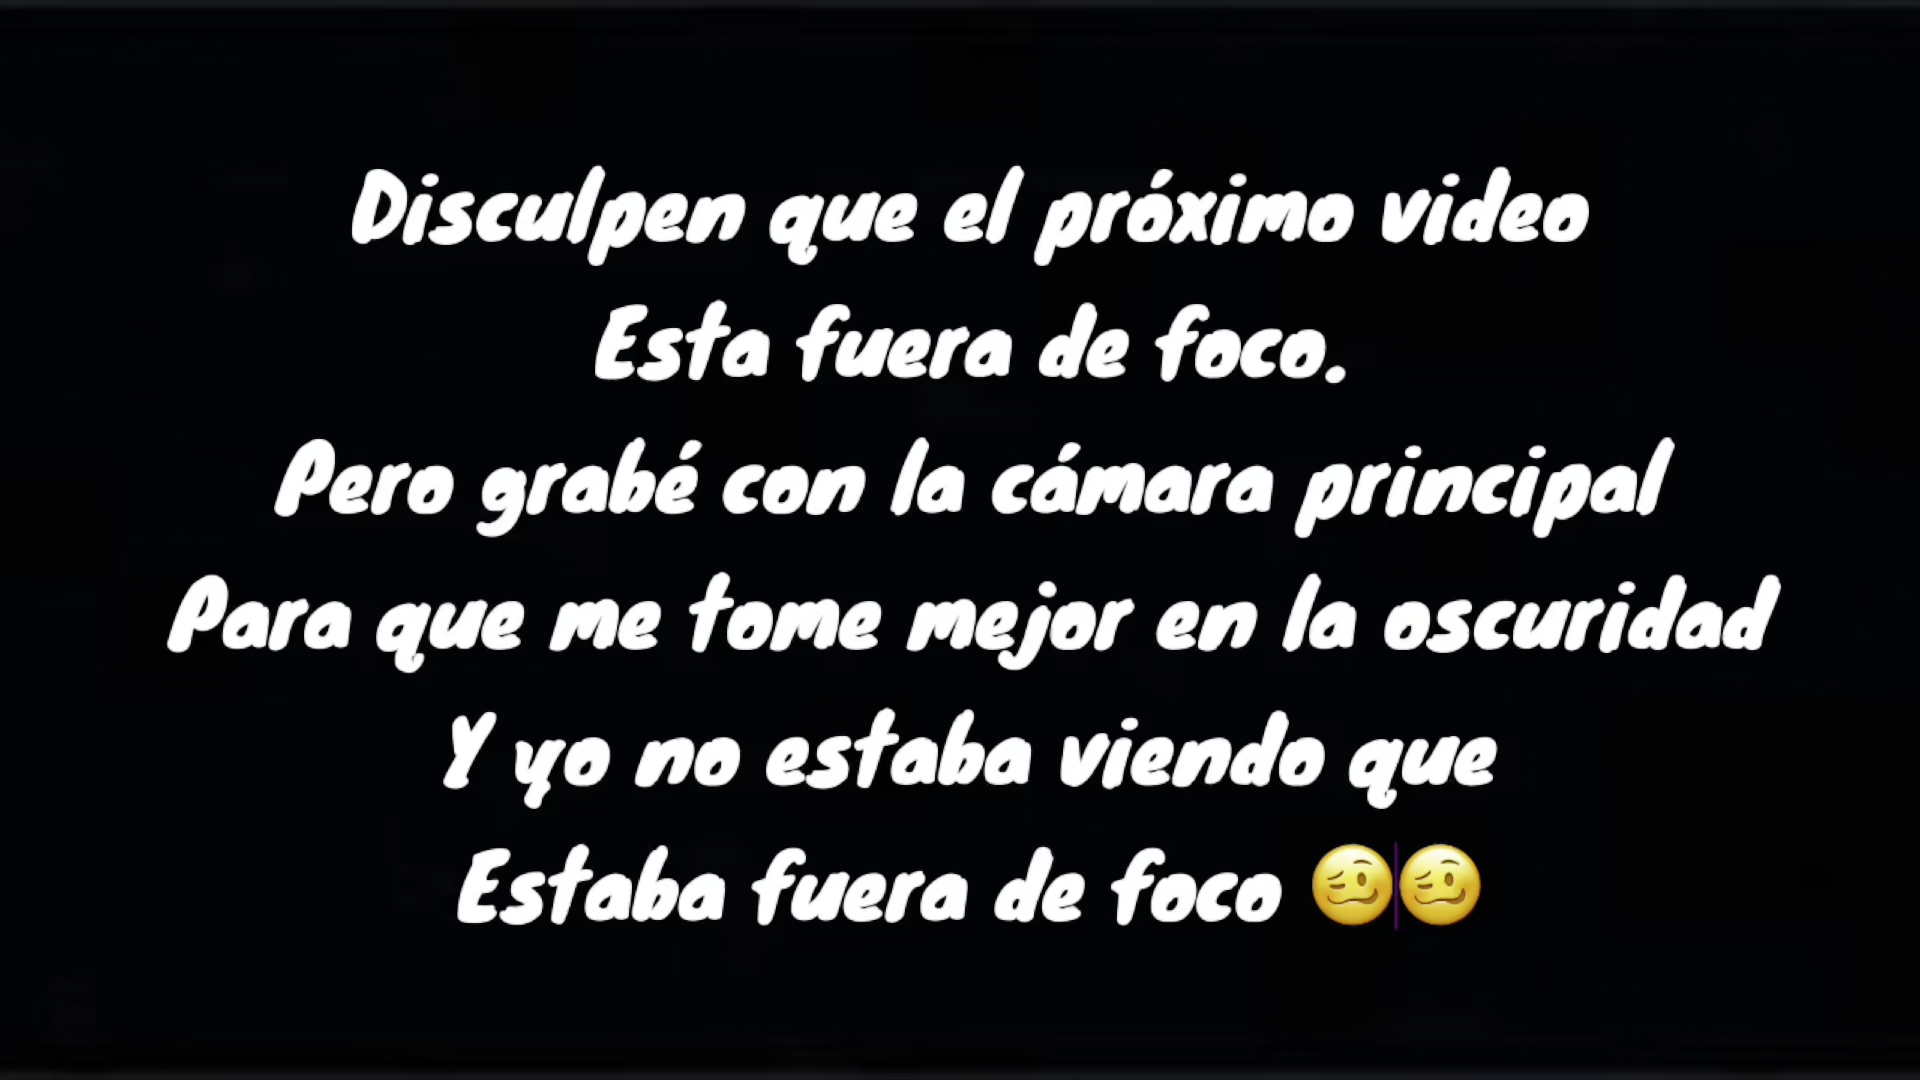 Disculpen que el próximo video
Esta fuera de foco.
Pero grabé con la cámara principal
Para que me tome mejor en la oscuridad
Y yo no estaba viendo que
Estaba fuera de foco 🥴🥴